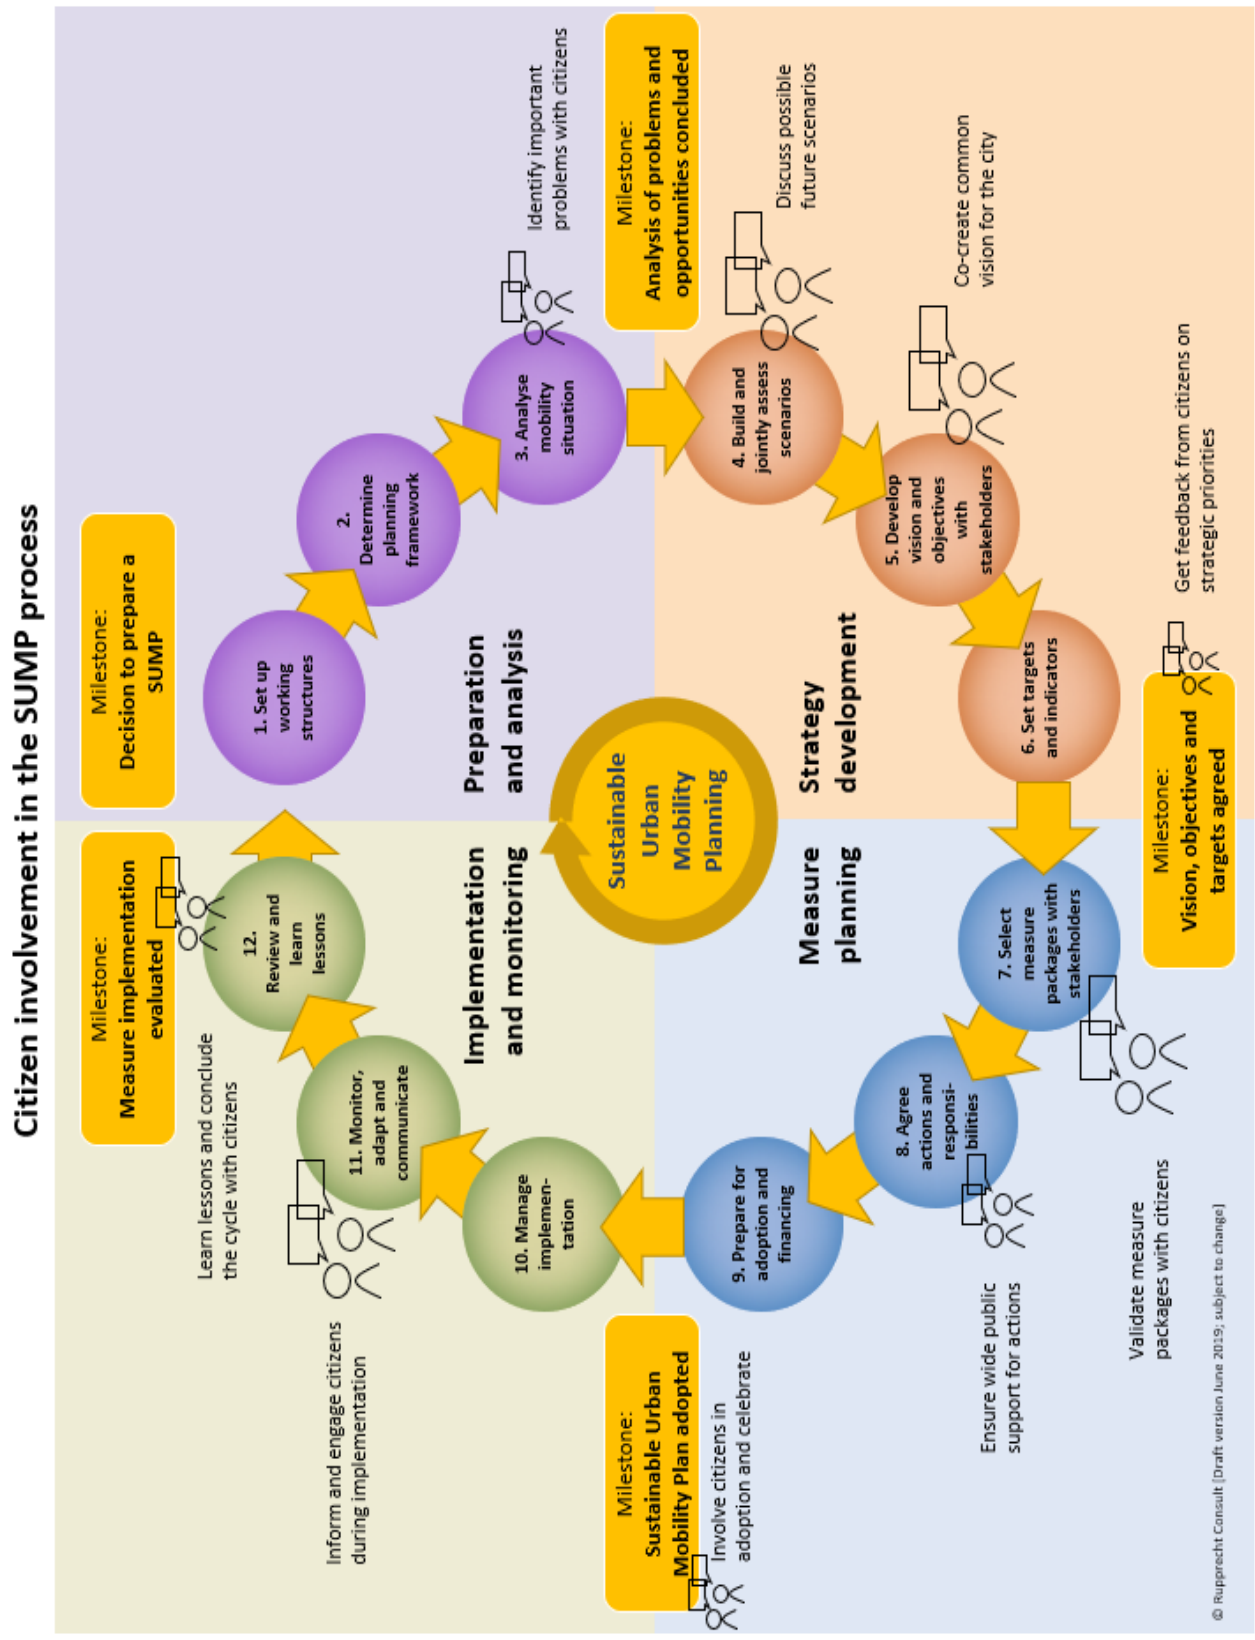 Citizen involvement in the SUMP process
Milestone:
Measure implementation
evaluated
Milestone:
Decision to prepare a
SUMP
Learn lessons and conclude
the cycle with citizens
12.
Review and
learn
lessons
1. Set up
working
structures
Inform and engage citizens
during implementation
11. Monitor,
adapt and
communicate
2.
Determine
planning
framework
10. Manage
implemen-
tation
Implementation
and monitoring
Preparation
and analysis
3. Analyse
mobility
situation
Identify important
problems with citizens
Milestone:
Sustainable Urban
Mobility Plan adopted
Sustainable
Urban
Mobility
Planning
Milestone:
Analysis of problems and
opportunities concluded
Involve citizens in
adoption and celebrate
9. Prepare for
adoption and
financing
Measure
planning
Strategy
development
4. Build and
jointly assess
scenarios
Discuss possible
future scenarios
8. Agree
actions and
responsi-
bilities
5. Develop
vision and
objectives
with
stakeholders
Co-create common
vision for the city
Ensure wide public
support for actions
7. Select
measure
packages with
stakeholders
6. Set targets
and indicators
Validate measure
packages with citizens
Milestone:
Vision, objectives and
targets agreed
Get feedback from citizens on
strategic priorities
© Rupprecht Consult [Draft version June 2019; subject to change]